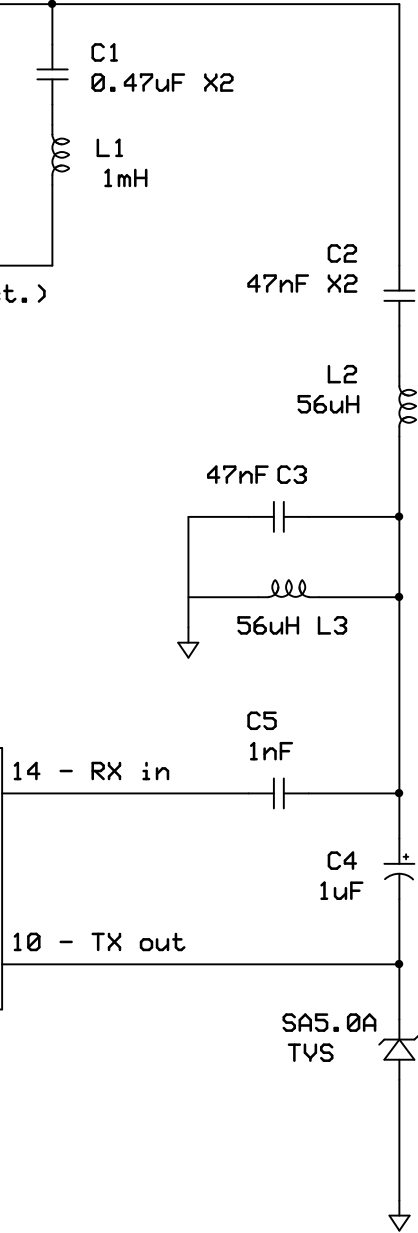 C1
0.47uF X2
L1
1mH
C2
47nF X2
t.)
L2
56uH
47nF C3
56uH L3
C5
1nF
14 - RX in
C4
+
1uF
10 - TX out
SA5.0A
TVS